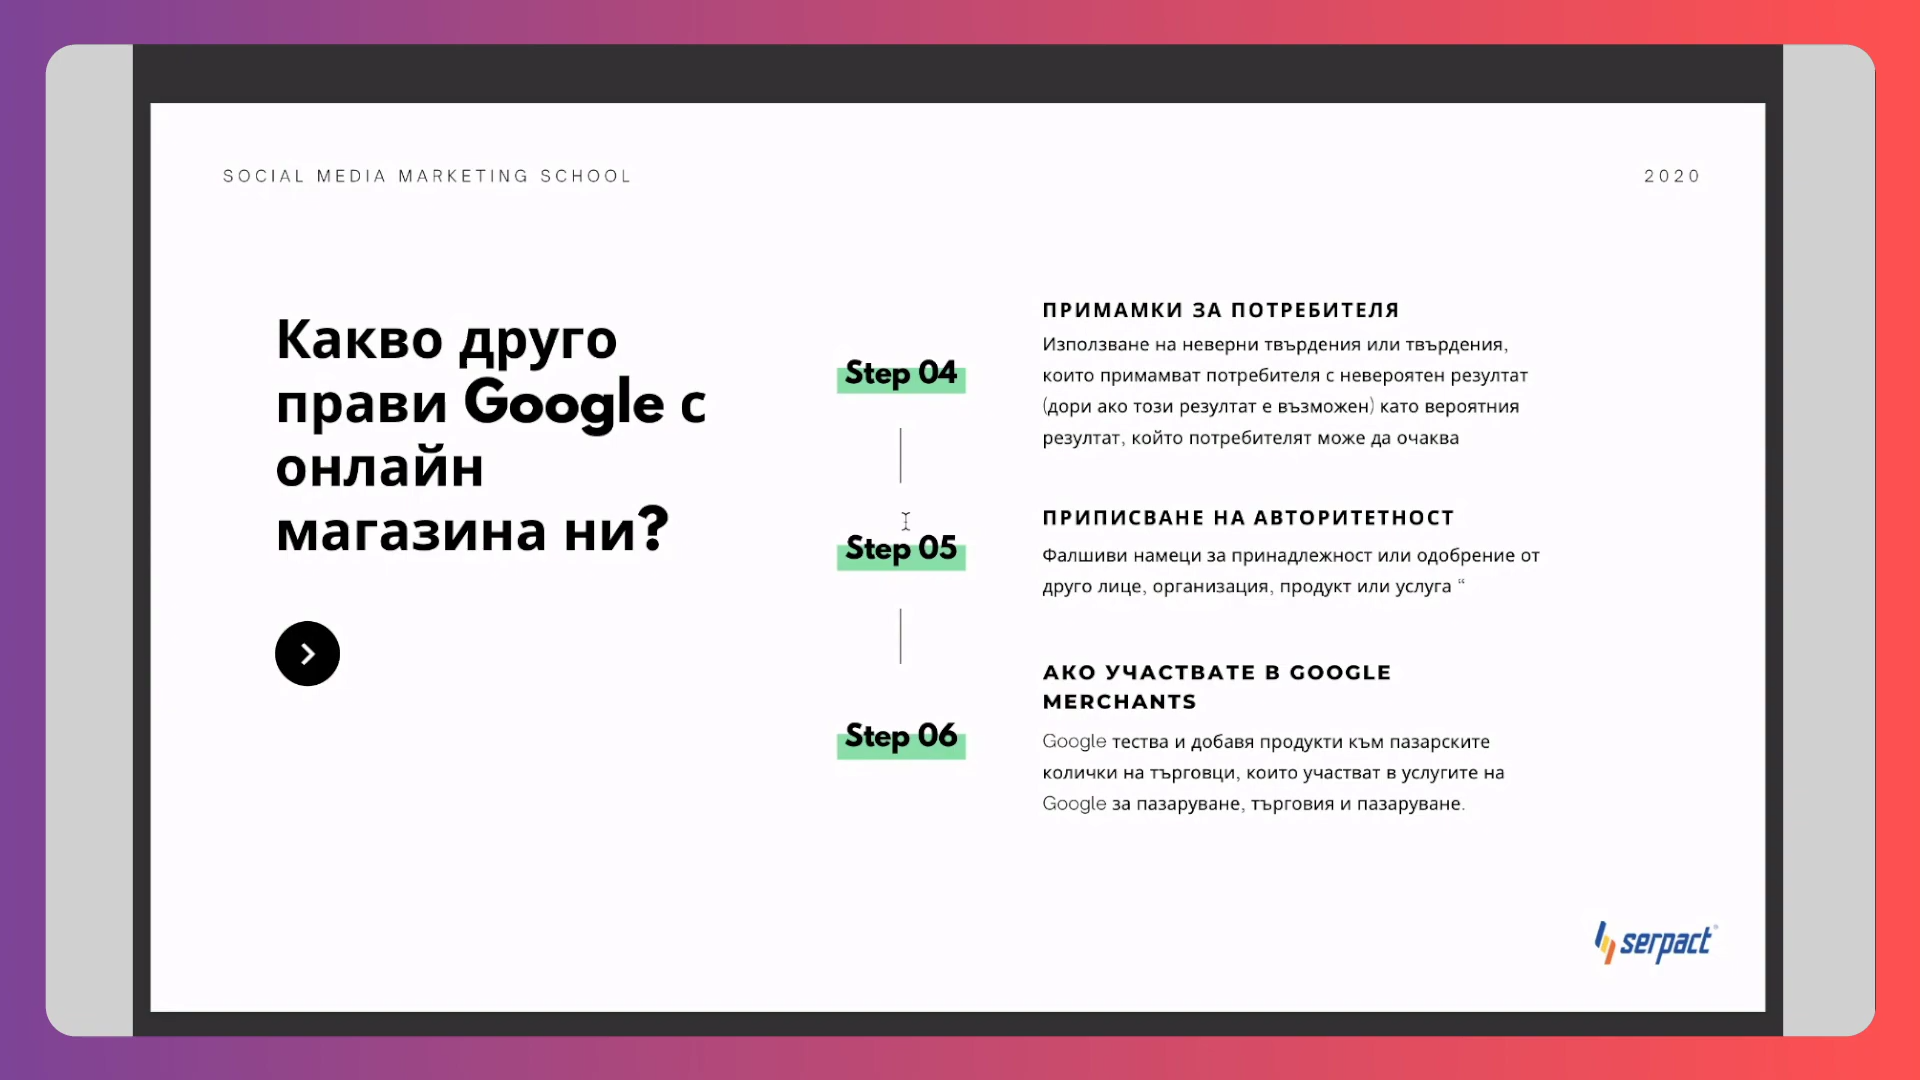 SOCIAL MEDIA MARKETING SCHOOL
2020
Какво друго
прави Google с
онлайн
магазина ни?
Step 04
ПРИМАМКИ ЗА ПОТРЕБИТЕЛЯ
Използване на неверни твърдения или твърдения,
които примамват потребителя с невероятен резултат
(дори ако този резултат е възможен) като вероятния
резултат, който потребителят може да очаква
Step 05
ПРИПИСВАНЕ НА АВТОРИТЕТНОСТ
Фалшиви намеци за принадлежност или одобрение от
друго лице, организация, продукт или услуга “
Step 06
АКО УЧАСТВАТЕ В GOOGLE
MERCHANTS
Google тества и добавя продукти към пазарските
колички на търговци, които участват в услугите на
Google за пазаруване, търговия и пазаруване.
serpact